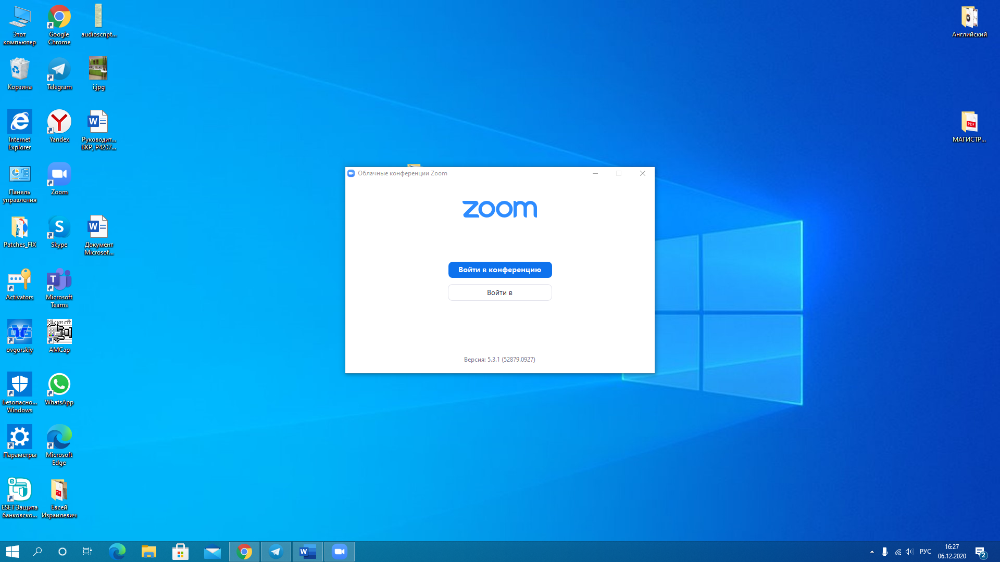 Этот
компьютер
Google
Chrome
audioscript...
Английский
Корзина
Telegram
i.jpg
Internet
Explorer
Yandex
Руководит...
ВКР, Р4207...
МАГИСТР...
Панель
управления
Zoom
Patches_FIX
Skype
Документ
Microsof...
Activators
Microsoft
Teams
ovgorskiy
Microsoft
AMCap
Безопасно...
Windows
WhatsApp
Параметры
Microsoft
Edge
ESET Защита
банковско...
PDF
Евсей
Израилевич
PDF
Облачные конференции Zoom
zoom
Войти в конференцию
Войти в
Версия: 5.3.1 (52879.0927)
РУС
16:27
06.12.2020
2